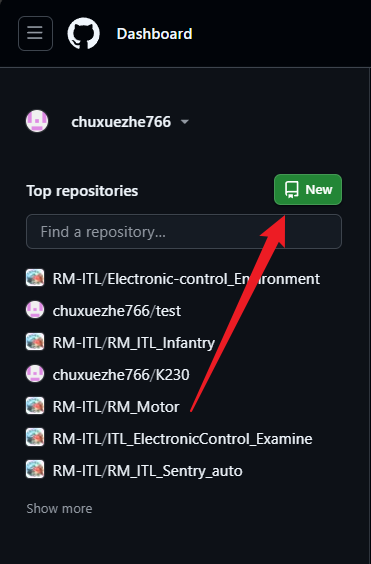 Dashboard
chuxuezhe766
Top repositories
New
Find a repository...
RM-ITL/Electronic-control_Environment
chuxuezhe766/test
RM-ITL/RM_ITL_Infantry
chuxuezhe766/K230
RM-ITL/RM_Motor
RM-ITL/ITL_ElectronicControl_Examine
RM-ITL/RM_ITL_Sentry_auto
Show more